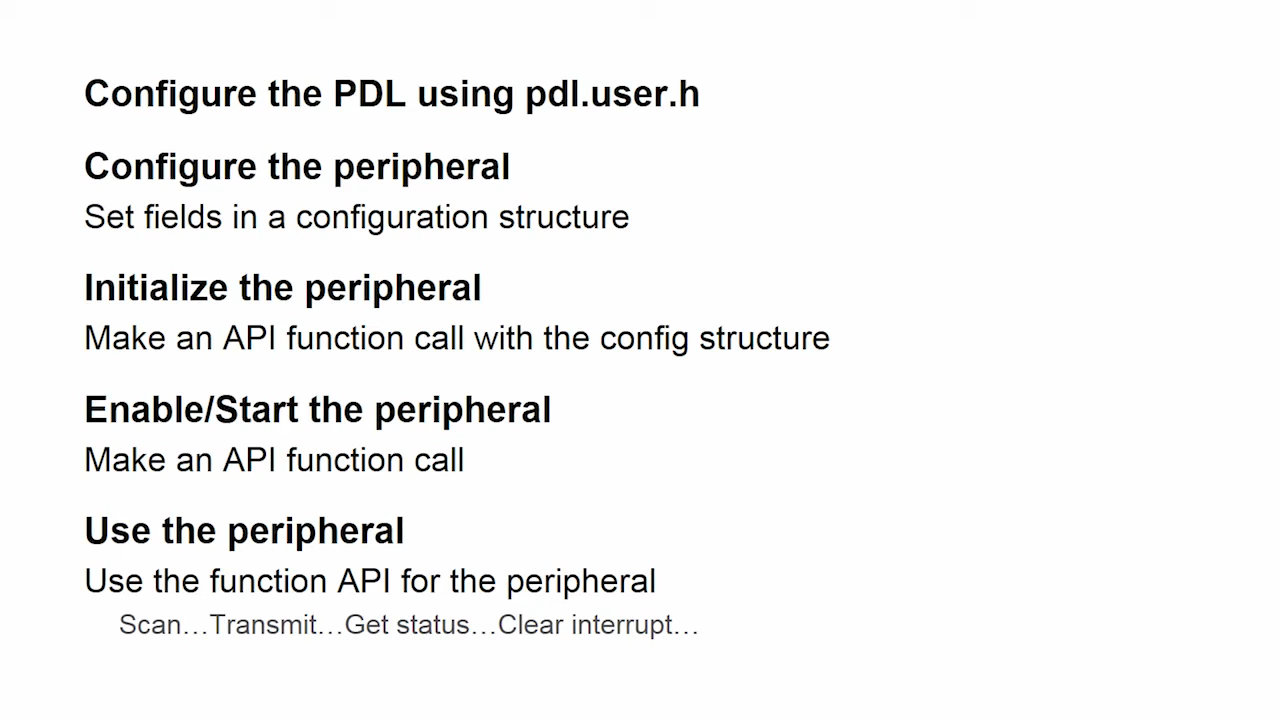 Configure the PDL using pdl.user.h
Configure the peripheral
Set fields in a configuration structure
Initialize the peripheral
Make an API function call with the config structure
Enable/Start the peripheral
Make an API function call
Use the peripheral
Use the function API for the peripheral
Scan…Transmit…Get status…Clear interrupt…